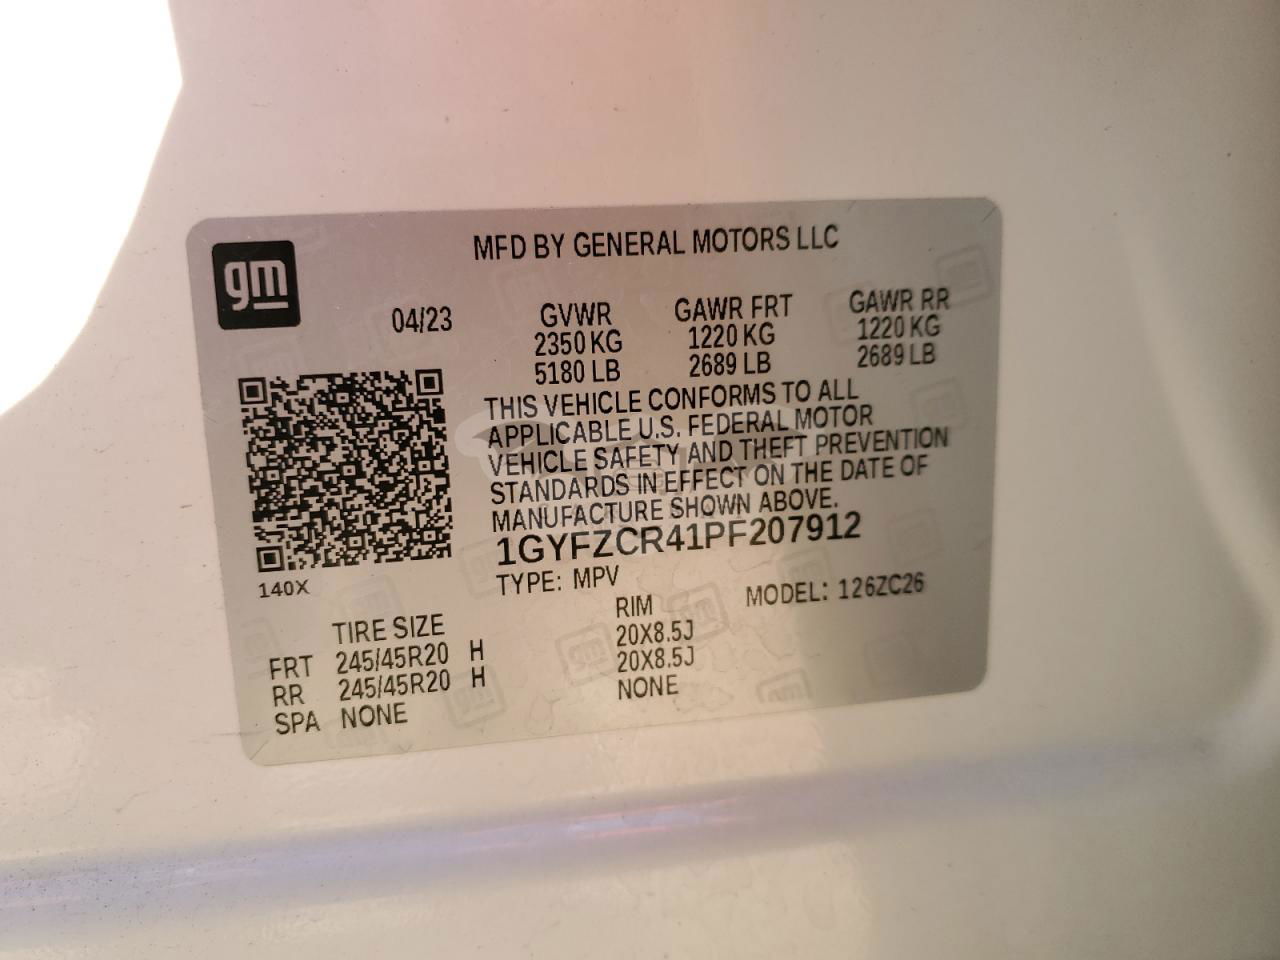 gm
MFD BY GENERAL MOTORS LLC
04/23 GVWR GAWR FRT GAWR RR
2350 KG 1220 KG 1220 KG
5180 LB 2689 LB 2689 LB
THIS VEHICLE CONFORMS TO ALL
APPLICABLE U.S. FEDERAL MOTOR
VEHICLE SAFETY AND THEFT PREVENTION
STANDARDS IN EFFECT ON THE DATE OF
MANUFACTURE SHOWN ABOVE.
1GYFZCR41PF207912
140X TYPE: MPV MODEL: 126ZC26
TIRE SIZE RIM
FRT 245/45R20 H 20X8.5J
RR 245/45R20 H 20X8.5J
SPA NONE NONE